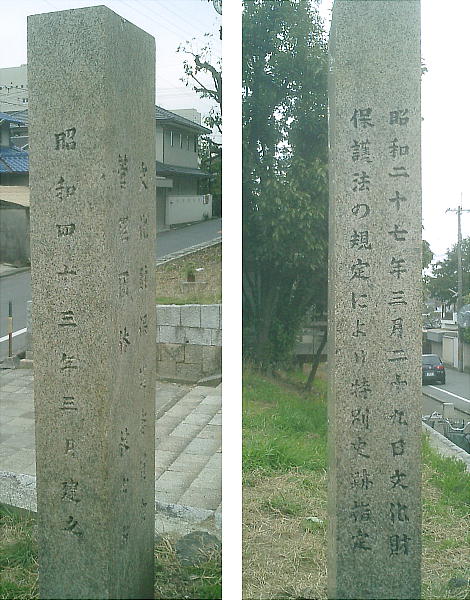 昭和四十三年三月建之
昭和二十七年三月二十九日文化財
保護法の規定により特別史跡指定